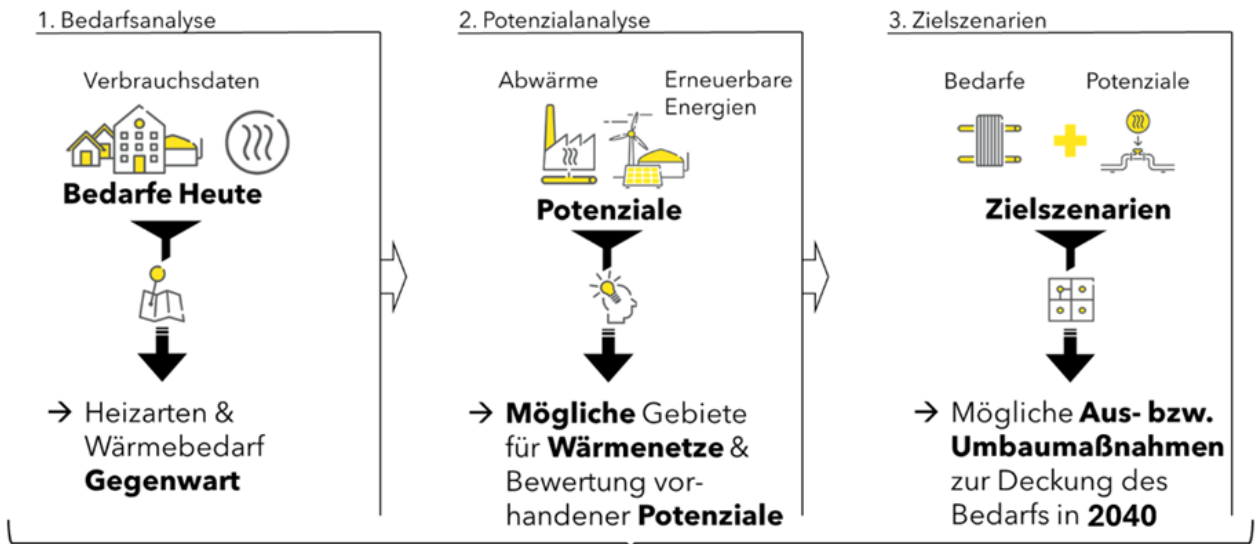 1. Bedarfsanalyse
Verbrauchsdaten
Bedarfe Heute
→ Heizarten &
Wärmebedarf
Gegenwart
2. Potenzialanalyse
Abwärme
Erneuerbare
Energien
Potenziale
→ Mögliche Gebiete
für Wärmenetze &
Bewertung vor-
handener Potenziale
3. Zielszenarien
Bedarfe
Potenziale
Zielszenarien
→ Mögliche Aus- bzw.
Umbaumaßnahmen
zur Deckung des
Bedarfs in 2040